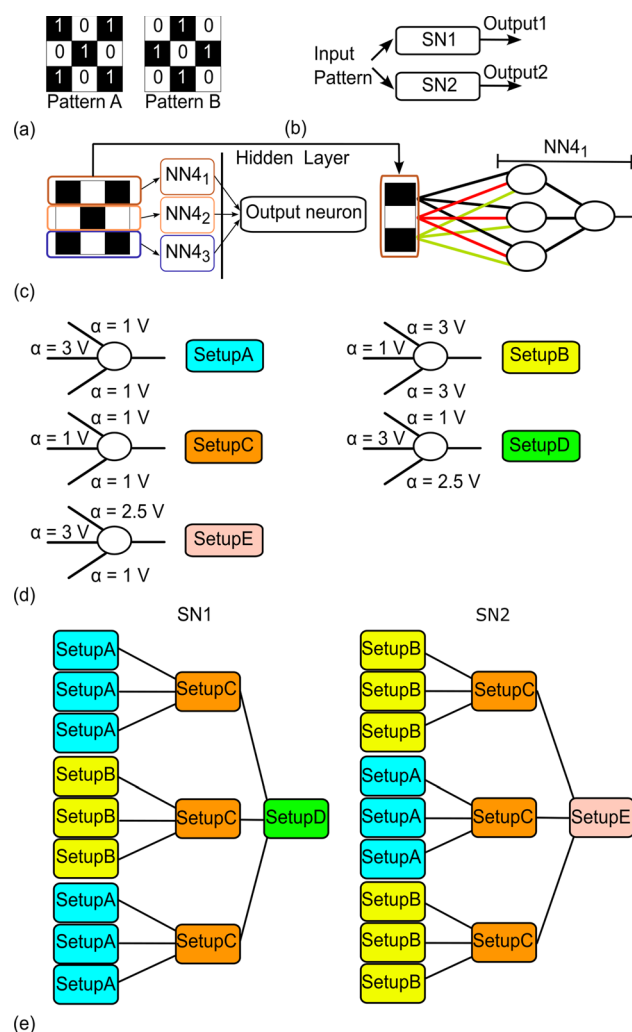 1 0 1
0 1 0
1 0 1
Pattern A
0 1 0
1 0 1
0 1 0
Pattern B
(a)
Input
Pattern
SN1
Output1
SN2
Output2
(b)
Hidden Layer
NN4₁
NN4₂
NN4₃
Output neuron
NN4₁
(c)
α = 1 V
α = 3 V
α = 1 V
SetupA
α = 3 V
α = 1 V
α = 3 V
SetupB
α = 1 V
α = 1 V
α = 1 V
SetupC
α = 1 V
α = 3 V
α = 2.5 V
SetupD
α = 2.5 V
α = 3 V
α = 1 V
SetupE
(d)
SN1
SetupA
SetupA
SetupA
SetupC
SetupB
SetupB
SetupB
SetupC
SetupD
SetupA
SetupA
SetupA
SetupC
SN2
SetupB
SetupB
SetupB
SetupC
SetupA
SetupA
SetupA
SetupC
SetupE
SetupB
SetupB
SetupB
SetupC
(e)